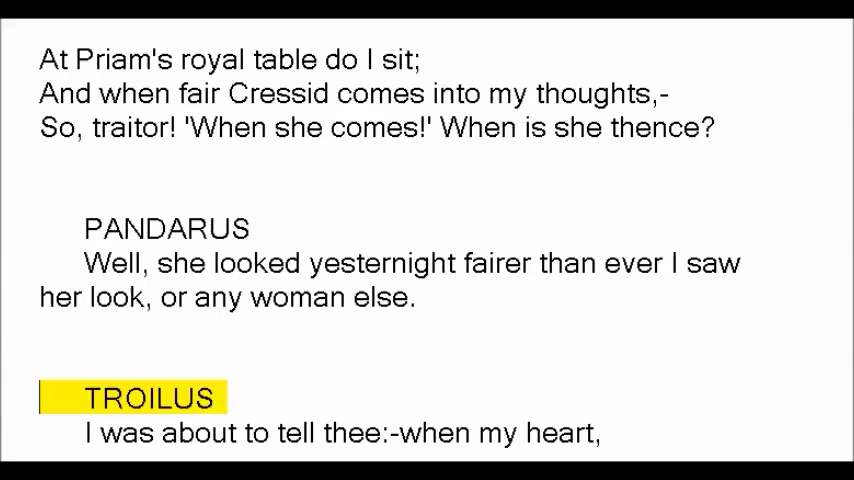 At Priam's royal table do I sit;
And when fair Cressid comes into my thoughts,-
So, traitor! 'When she comes!' When is she thence?
PANDARUS
Well, she looked yesternight fairer than ever I saw
her look, or any woman else.
TROILUS
I was about to tell thee:-when my heart,